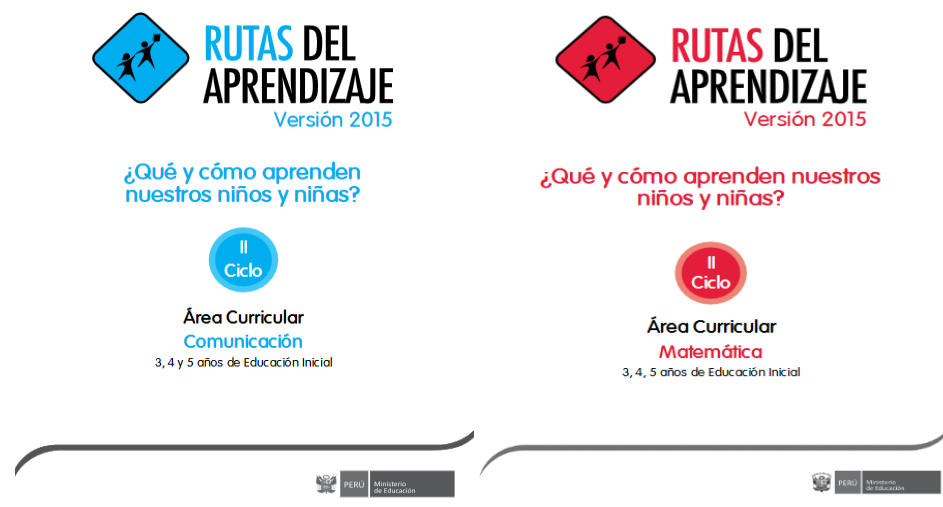 RUTAS DEL
APRENDIZAJE
Versión 2015
¿Qué y cómo aprenden
nuestros niños y niñas?
II
Ciclo
Área Curricular
Comunicación
3, 4 y 5 años de Educación Inicial
PERÚ
Ministerio
de Educación
RUTAS DEL
APRENDIZAJE
Versión 2015
¿Qué y cómo aprenden nuestros
niños y niñas?
II
Ciclo
Área Curricular
Matemática
3, 4, 5 años de Educación Inicial
PERÚ
Ministerio
de Educación